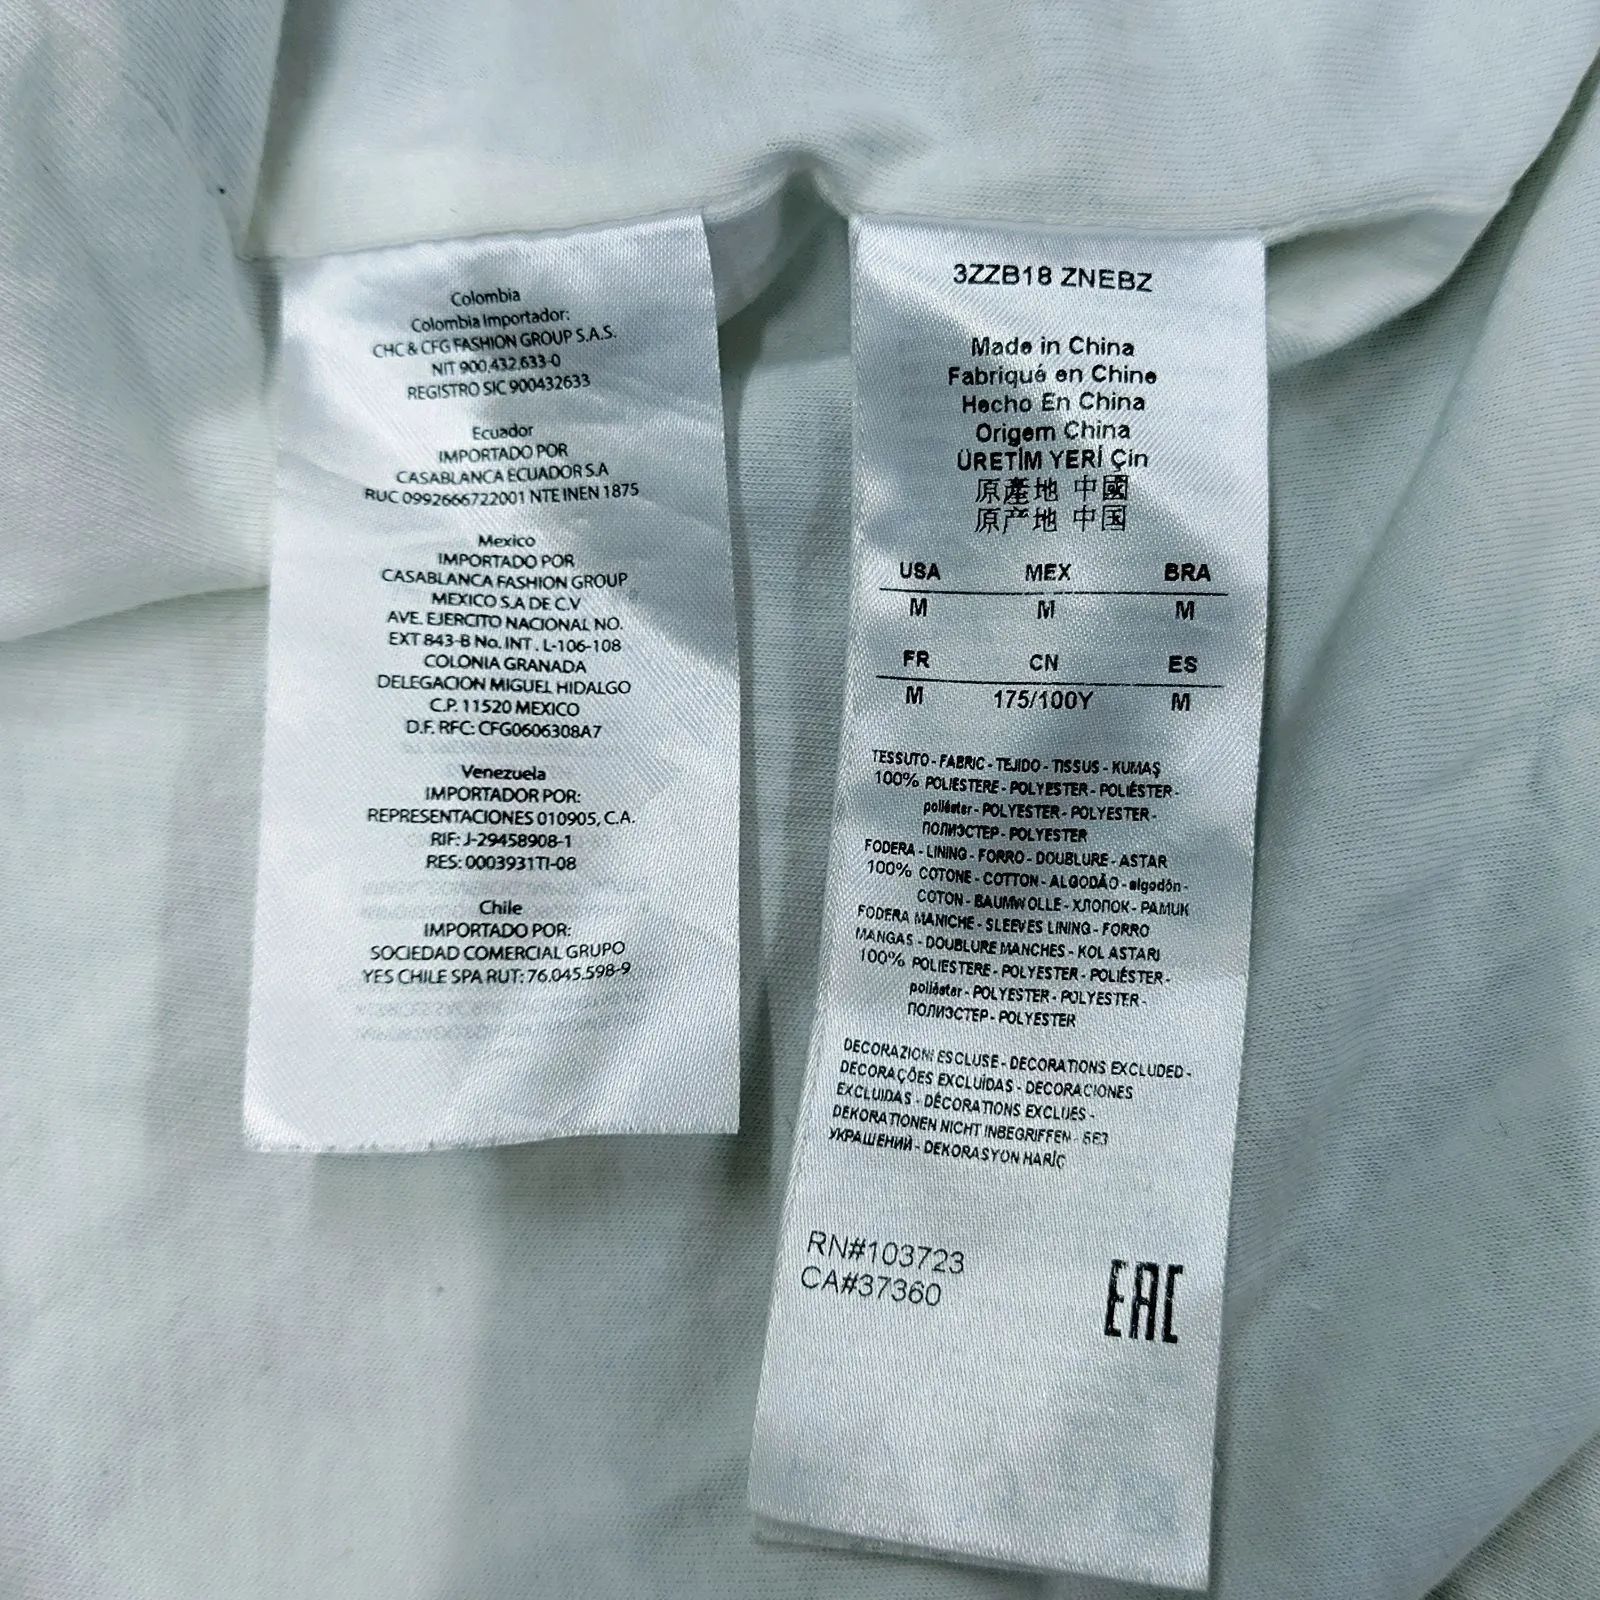 Colombia
Colombia Importador:
CHC & CFG FASHION GROUP S.A.S.
NIT 900,432,633-0
REGISTRO SIC 900432633
Ecuador
IMPORTADO POR
CASABLANCA ECUADOR S.A
RUC 0992666722001 NTE INEN 1875
Mexico
IMPORTADO POR
CASABLANCA FASHION GROUP
MEXICO S.A DE C.V
AVE. EJERCITO NACIONAL NO.
EXT 843-B No. INT . L-106-108
COLONIA GRANADA
DELEGACION MIGUEL HIDALGO
C.P. 11520 MEXICO
D.F. RFC: CFG0606308A7
Venezuela
IMPORTADOR POR:
REPRESENTACIONES 010905, C.A.
RIF: J-29458908-1
RES: 0003931TI-08
Chile
IMPORTADO POR:
SOCIEDAD COMERCIAL GRUPO
YES CHILE SPA RUT: 76.045.598-9
3ZZB18 ZNEBZ
Made in China
Fabriqué en Chine
Hecho En China
Origem China
ÜRETİM YERİ Çin
原產地 中國
原产地 中国
USA MEX BRA
M M M
FR CN ES
M 175/100Y M
TESSUTO - FABRIC - TEJIDO - TISSUS - KUMAŞ
100% POLIESTERE - POLYESTER - POLIÉSTER -
poliéster - POLYESTER - POLYESTER -
ПОЛИЭСТЕР - POLYESTER
FODERA - LINING - FORRO - DOUBLURE - ASTAR
100% COTONE - COTTON - ALGODÃO - algodón -
COTON - BAUMWOLLE - ХЛОПОК - PAMUK
FODERA MANICHE - SLEEVES LINING - FORRO
MANGAS - DOUBLURE MANCHES - KOL ASTARI
100% POLIESTERE - POLYESTER - POLIÉSTER -
poliéster - POLYESTER - POLYESTER -
ПОЛИЭСТЕР - POLYESTER
DECORAZIONI ESCLUSE - DECORATIONS EXCLUDED -
DECORAÇÕES EXCLUÍDAS - DECORACIONES
EXCLUIDAS - DÉCORATIONS EXCLUES -
DEKORATIONEN NICHT INBEGRIFFEN - БЕЗ
УКРАШЕНИЙ - DEKORASYON HARİÇ
RN#103723
CA#37360
EAC